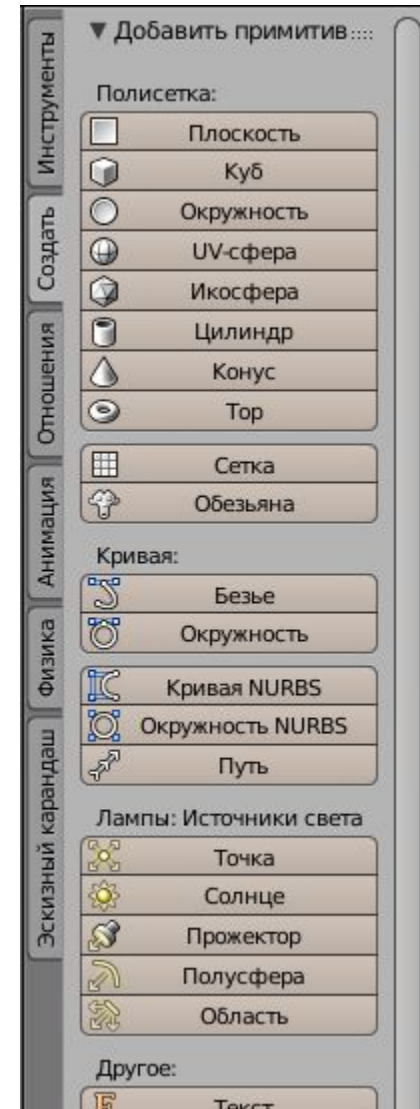 Инструменты
Создать
Отношения
Анимация
Физика
Эскизный карандаш
Добавить примитив
Полисетка:
Плоскость
Куб
Окружность
UV-сфера
Икосфера
Цилиндр
Конус
Тор
Сетка
Обезьяна
Кривая:
Безье
Окружность
Кривая NURBS
Окружность NURBS
Путь
Лампы: Источники света
Точка
Солнце
Прожектор
Полусфера
Область
Другое:
Текст